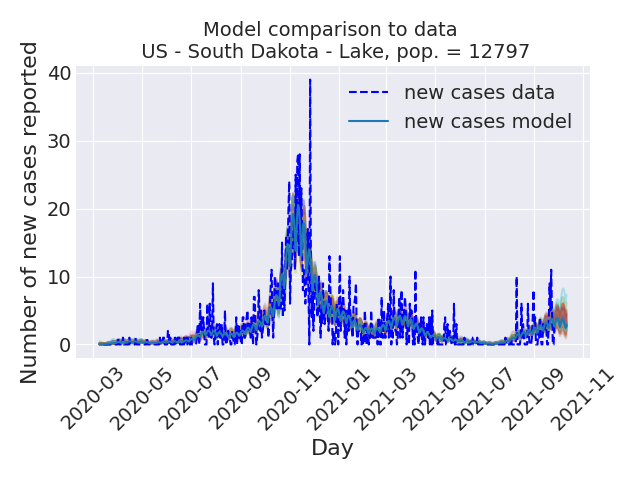 Model comparison to data
US - South Dakota - Lake, pop. = 12797
Number of new cases reported
40
30
20
10
0
new cases data
new cases model
2020-03
2020-05
2020-07
2020-09
2020-11
2021-01
2021-03
2021-05
2021-07
2021-09
2021-11
Day